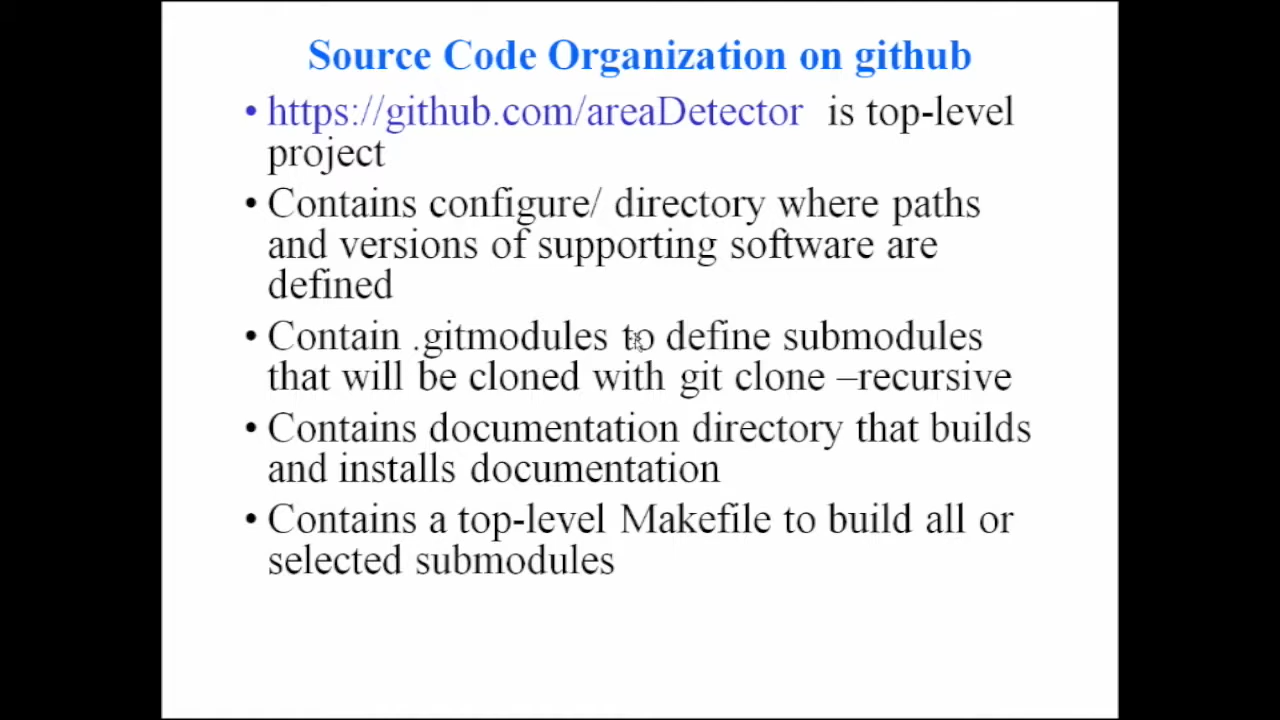 Source Code Organization on github
• https://github.com/areaDetector is top-level
project
• Contains configure/ directory where paths
and versions of supporting software are
defined
• Contain .gitmodules to define submodules
that will be cloned with git clone –recursive
• Contains documentation directory that builds
and installs documentation
• Contains a top-level Makefile to build all or
selected submodules